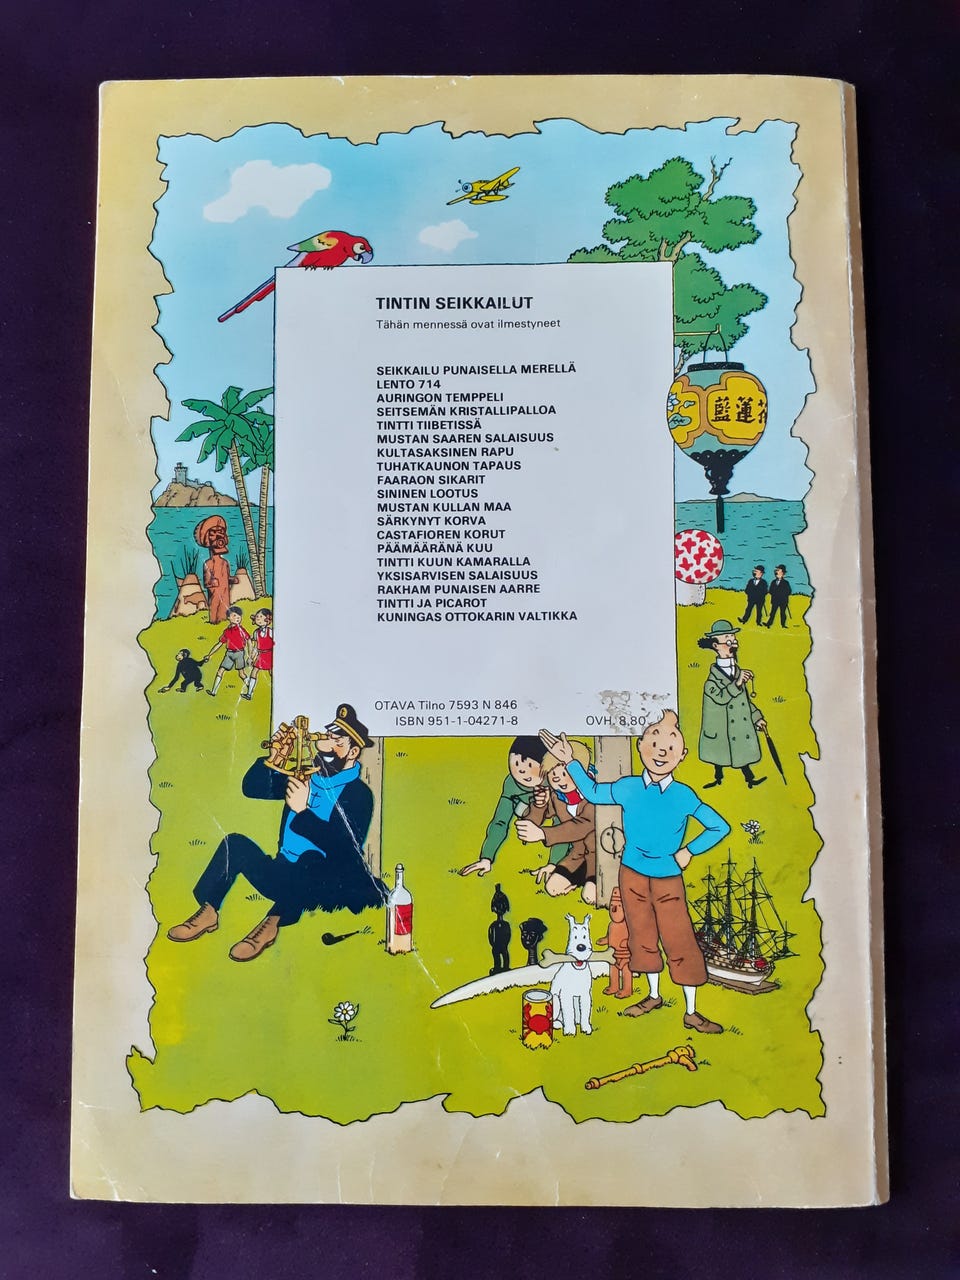 TINTIN SEIKKAILUT
Tähän mennessä ovat ilmestyneet
SEIKKAILU PUNAISELLA MERELLÄ
LENTO 714
AURINGON TEMPPELI
SEITSEMÄN KRISTALLIPALLOA
TINTTI TIIBETISSÄ
MUSTAN SAAREN SALAISUUS
KULTASAKSINEN RAPU
TUHATKAUNON TAPAUS
FAARAON SIKARIT
SININEN LOOTUS
MUSTAN KULLAN MAA
SÄRKYNYT KORVA
CASTAFIOREN KORUT
PÄÄMÄÄRÄNÄ KUU
TINTTI KUUN KAMARALLA
YKSISARVISEN SALAISUUS
RAKHAM PUNAISEN AARRE
TINTTI JA PICAROT
KUNINGAS OTTOKARIN VALTIKKA
藍蓮花
OTAVA Tilno 7593 N 846
ISBN 951-1-04271-8
OVH. 8,80